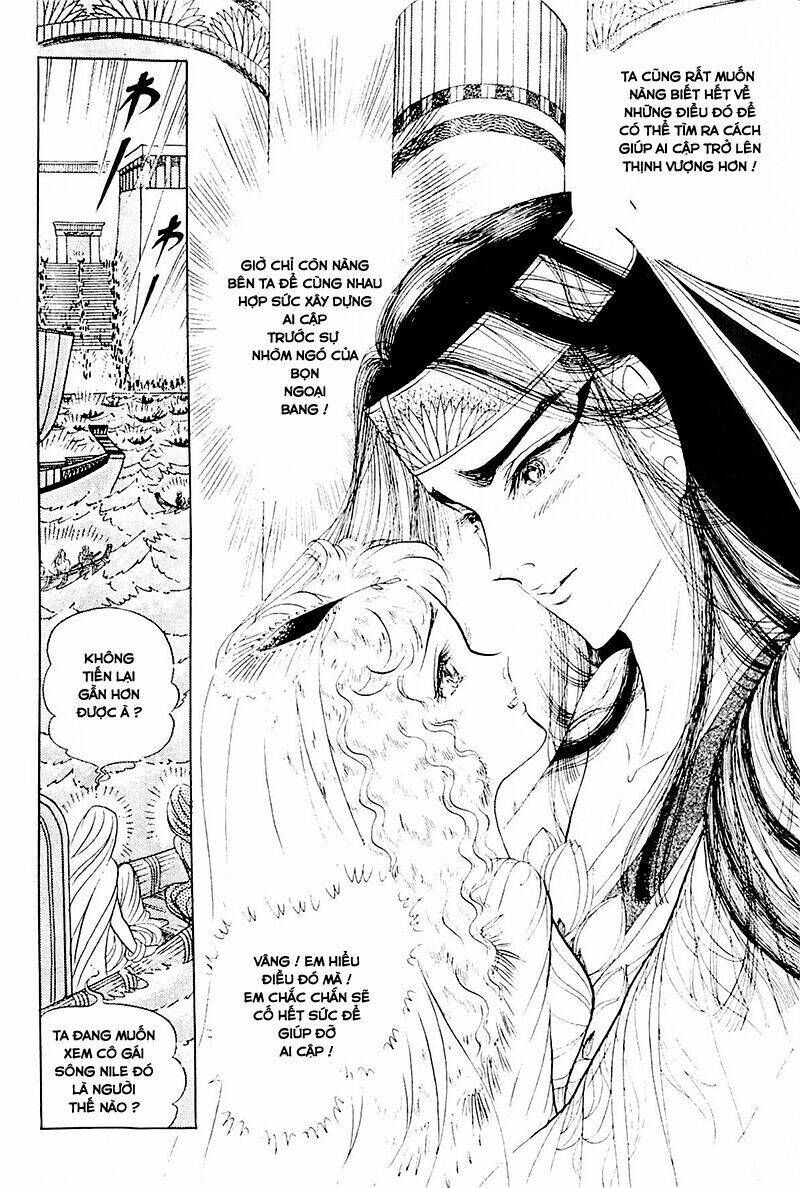 TA CŨNG RẤT MUỐN
NÀNG BIẾT HẾT VỀ
NHỮNG ĐIỀU ĐÓ ĐỂ
CÓ THỂ TÌM RA CÁCH
GIÚP AI CẬP TRỞ LÊN
THỊNH VƯỢNG HƠN !
GIỜ CHỈ CÒN NÀNG
BÊN TA ĐỂ CÙNG NHAU
HỢP SỨC XÂY DỰNG
AI CẬP
TRƯỚC SỰ
NHÒM NGÓ CỦA
BỌN
NGOẠI
BANG !
VÂNG ! EM HIỂU
ĐIỀU ĐÓ MÀ !
EM CHẮC CHẮN SẼ
CỐ HẾT SỨC ĐỂ
GIÚP ĐỠ
AI CẬP !
わー
わー
KHÔNG
TIẾN LẠI
GẦN HƠN
ĐƯỢC À ?
TA ĐANG MUỐN
XEM CÔ GÁI
SÔNG NILE ĐÓ
LÀ NGƯỜI
THẾ NÀO ?